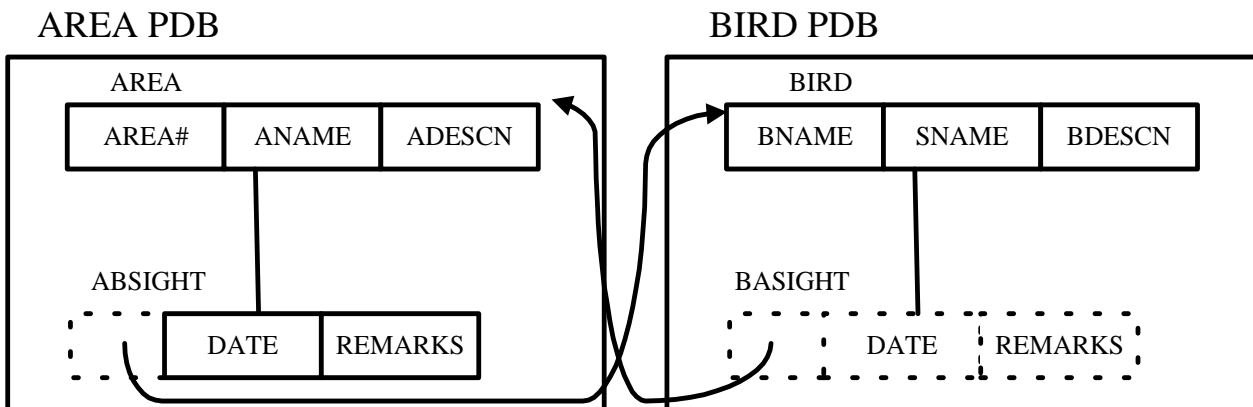 AREA PDB
BIRD PDB
AREA
BIRD
AREA# ANAME ADESCN
BNAME SNAME BDESCN
ABSIGHT
BASIGHT
DATE REMARKS
DATE REMARKS